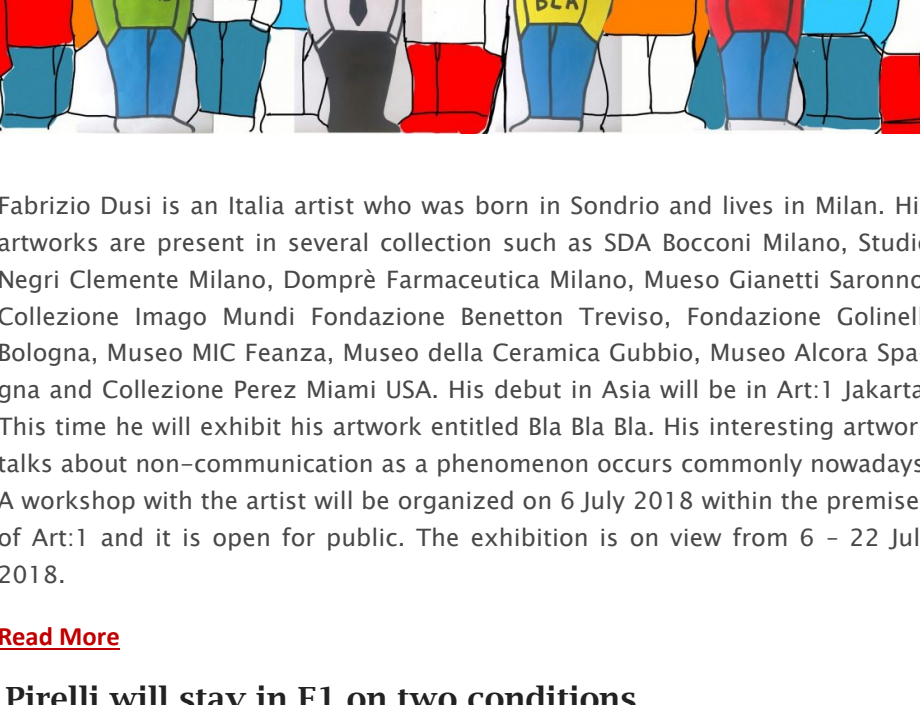 BLA
Fabrizio Dusi is an Italia artist who was born in Sondrio and lives in Milan. Hi
artworks are present in several collection such as SDA Bocconi Milano, Studi
Negri Clemente Milano, Domprè Farmaceutica Milano, Mueso Gianetti Saronno
Collezione Imago Mundi Fondazione Benetton Treviso, Fondazione Golinell
Bologna, Museo MIC Feanza, Museo della Ceramica Gubbio, Museo Alcora Spa-
gna and Collezione Perez Miami USA. His debut in Asia will be in Art:1 Jakarta
This time he will exhibit his artwork entitled Bla Bla Bla. His interesting artwor
talks about non-communication as a phenomenon occurs commonly nowadays
A workshop with the artist will be organized on 6 July 2018 within the premise
of Art:1 and it is open for public. The exhibition is on view from 6 – 22 Jul
2018.
Read More
Pirelli will stay in F1 on two conditions